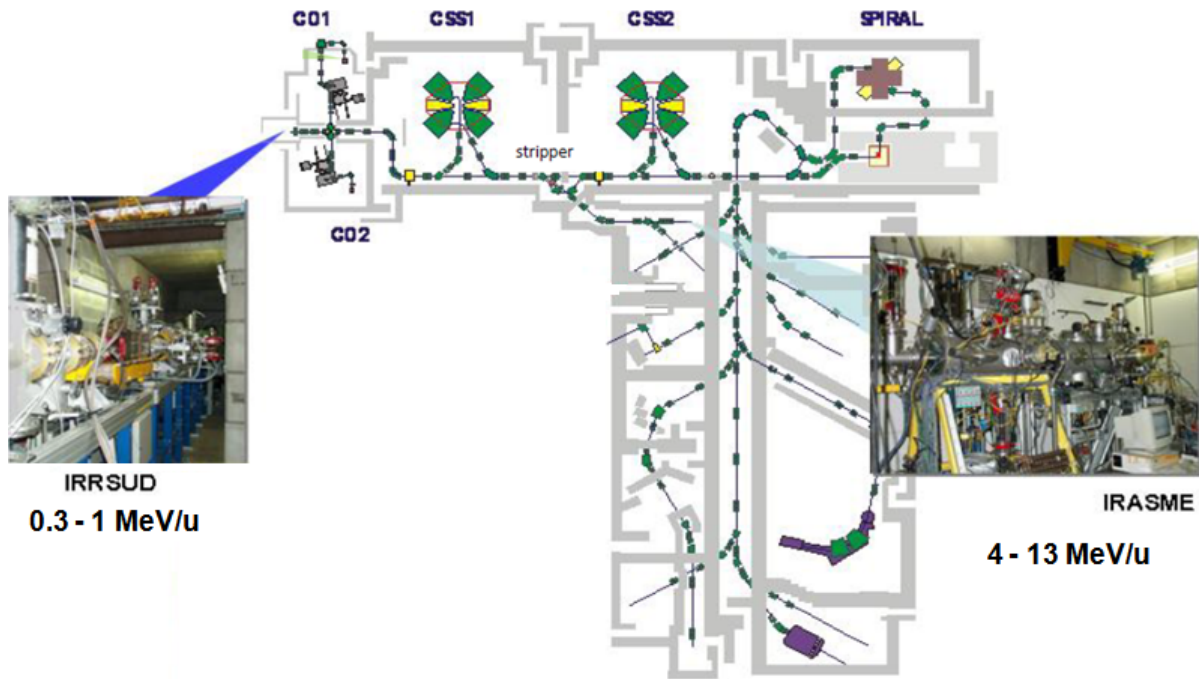 C01
CSS1
CSS2
SPIRAL
stripper
C02
IRRSUD
0.3 - 1 MeV/u
IRASME
4 - 13 MeV/u